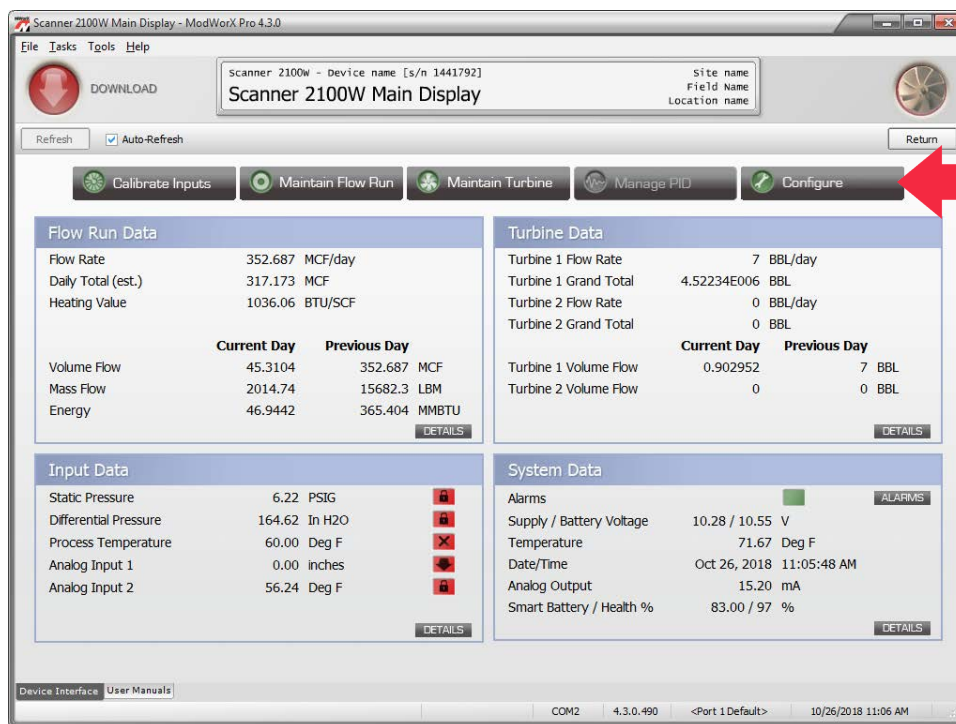 Scanner 2100W Main Display - ModWorX Pro 4.3.0
File Tasks Tools Help
DOWNLOAD
Scanner 2100W - Device name [s/n 1441792]
Scanner 2100W Main Display
Site name
Field Name
Location name
Refresh Auto-Refresh Return
Calibrate Inputs Maintain Flow Run Maintain Turbine Manage PID Configure
Flow Run Data
Flow Rate 352.687 MCF/day
Daily Total (est.) 317.173 MCF
Heating Value 1036.06 BTU/SCF
Current Day Previous Day
Volume Flow 45.3104 352.687 MCF
Mass Flow 2014.74 15682.3 LBM
Energy 46.9442 365.404 MMBTU
DETAILS
Turbine Data
Turbine 1 Flow Rate 7 BBL/day
Turbine 1 Grand Total 4.52234E006 BBL
Turbine 2 Flow Rate 0 BBL/day
Turbine 2 Grand Total 0 BBL
Current Day Previous Day
Turbine 1 Volume Flow 0.902952 7 BBL
Turbine 2 Volume Flow 0 0 BBL
DETAILS
Input Data
Static Pressure 6.22 PSIG
Differential Pressure 164.62 In H2O
Process Temperature 60.00 Deg F
Analog Input 1 0.00 inches
Analog Input 2 56.24 Deg F
DETAILS
System Data
Alarms ALARMS
Supply / Battery Voltage 10.28 / 10.55 V
Temperature 71.67 Deg F
Date/Time Oct 26, 2018 11:05:48 AM
Analog Output 15.20 mA
Smart Battery / Health % 83.00 / 97 %
DETAILS
Device Interface User Manuals
COM2 4.3.0.490 <Port 1 Default> 10/26/2018 11:06 AM